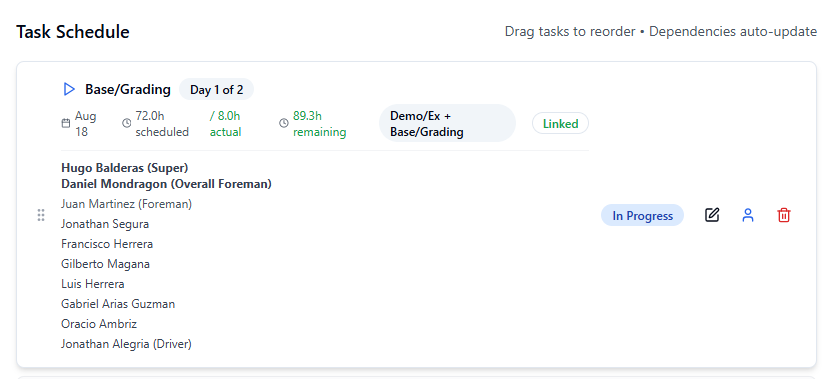 Task Schedule
Drag tasks to reorder • Dependencies auto-update
Base/Grading
Day 1 of 2
Aug 18
72.0h scheduled
/ 8.0h actual
89.3h remaining
Demo/Ex + Base/Grading
Linked
Hugo Balderas (Super)
Daniel Mondragon (Overall Foreman)
Juan Martinez (Foreman)
Jonathan Segura
Francisco Herrera
Gilberto Magana
Luis Herrera
Gabriel Arias Guzman
Oracio Ambriz
Jonathan Alegria (Driver)
In Progress